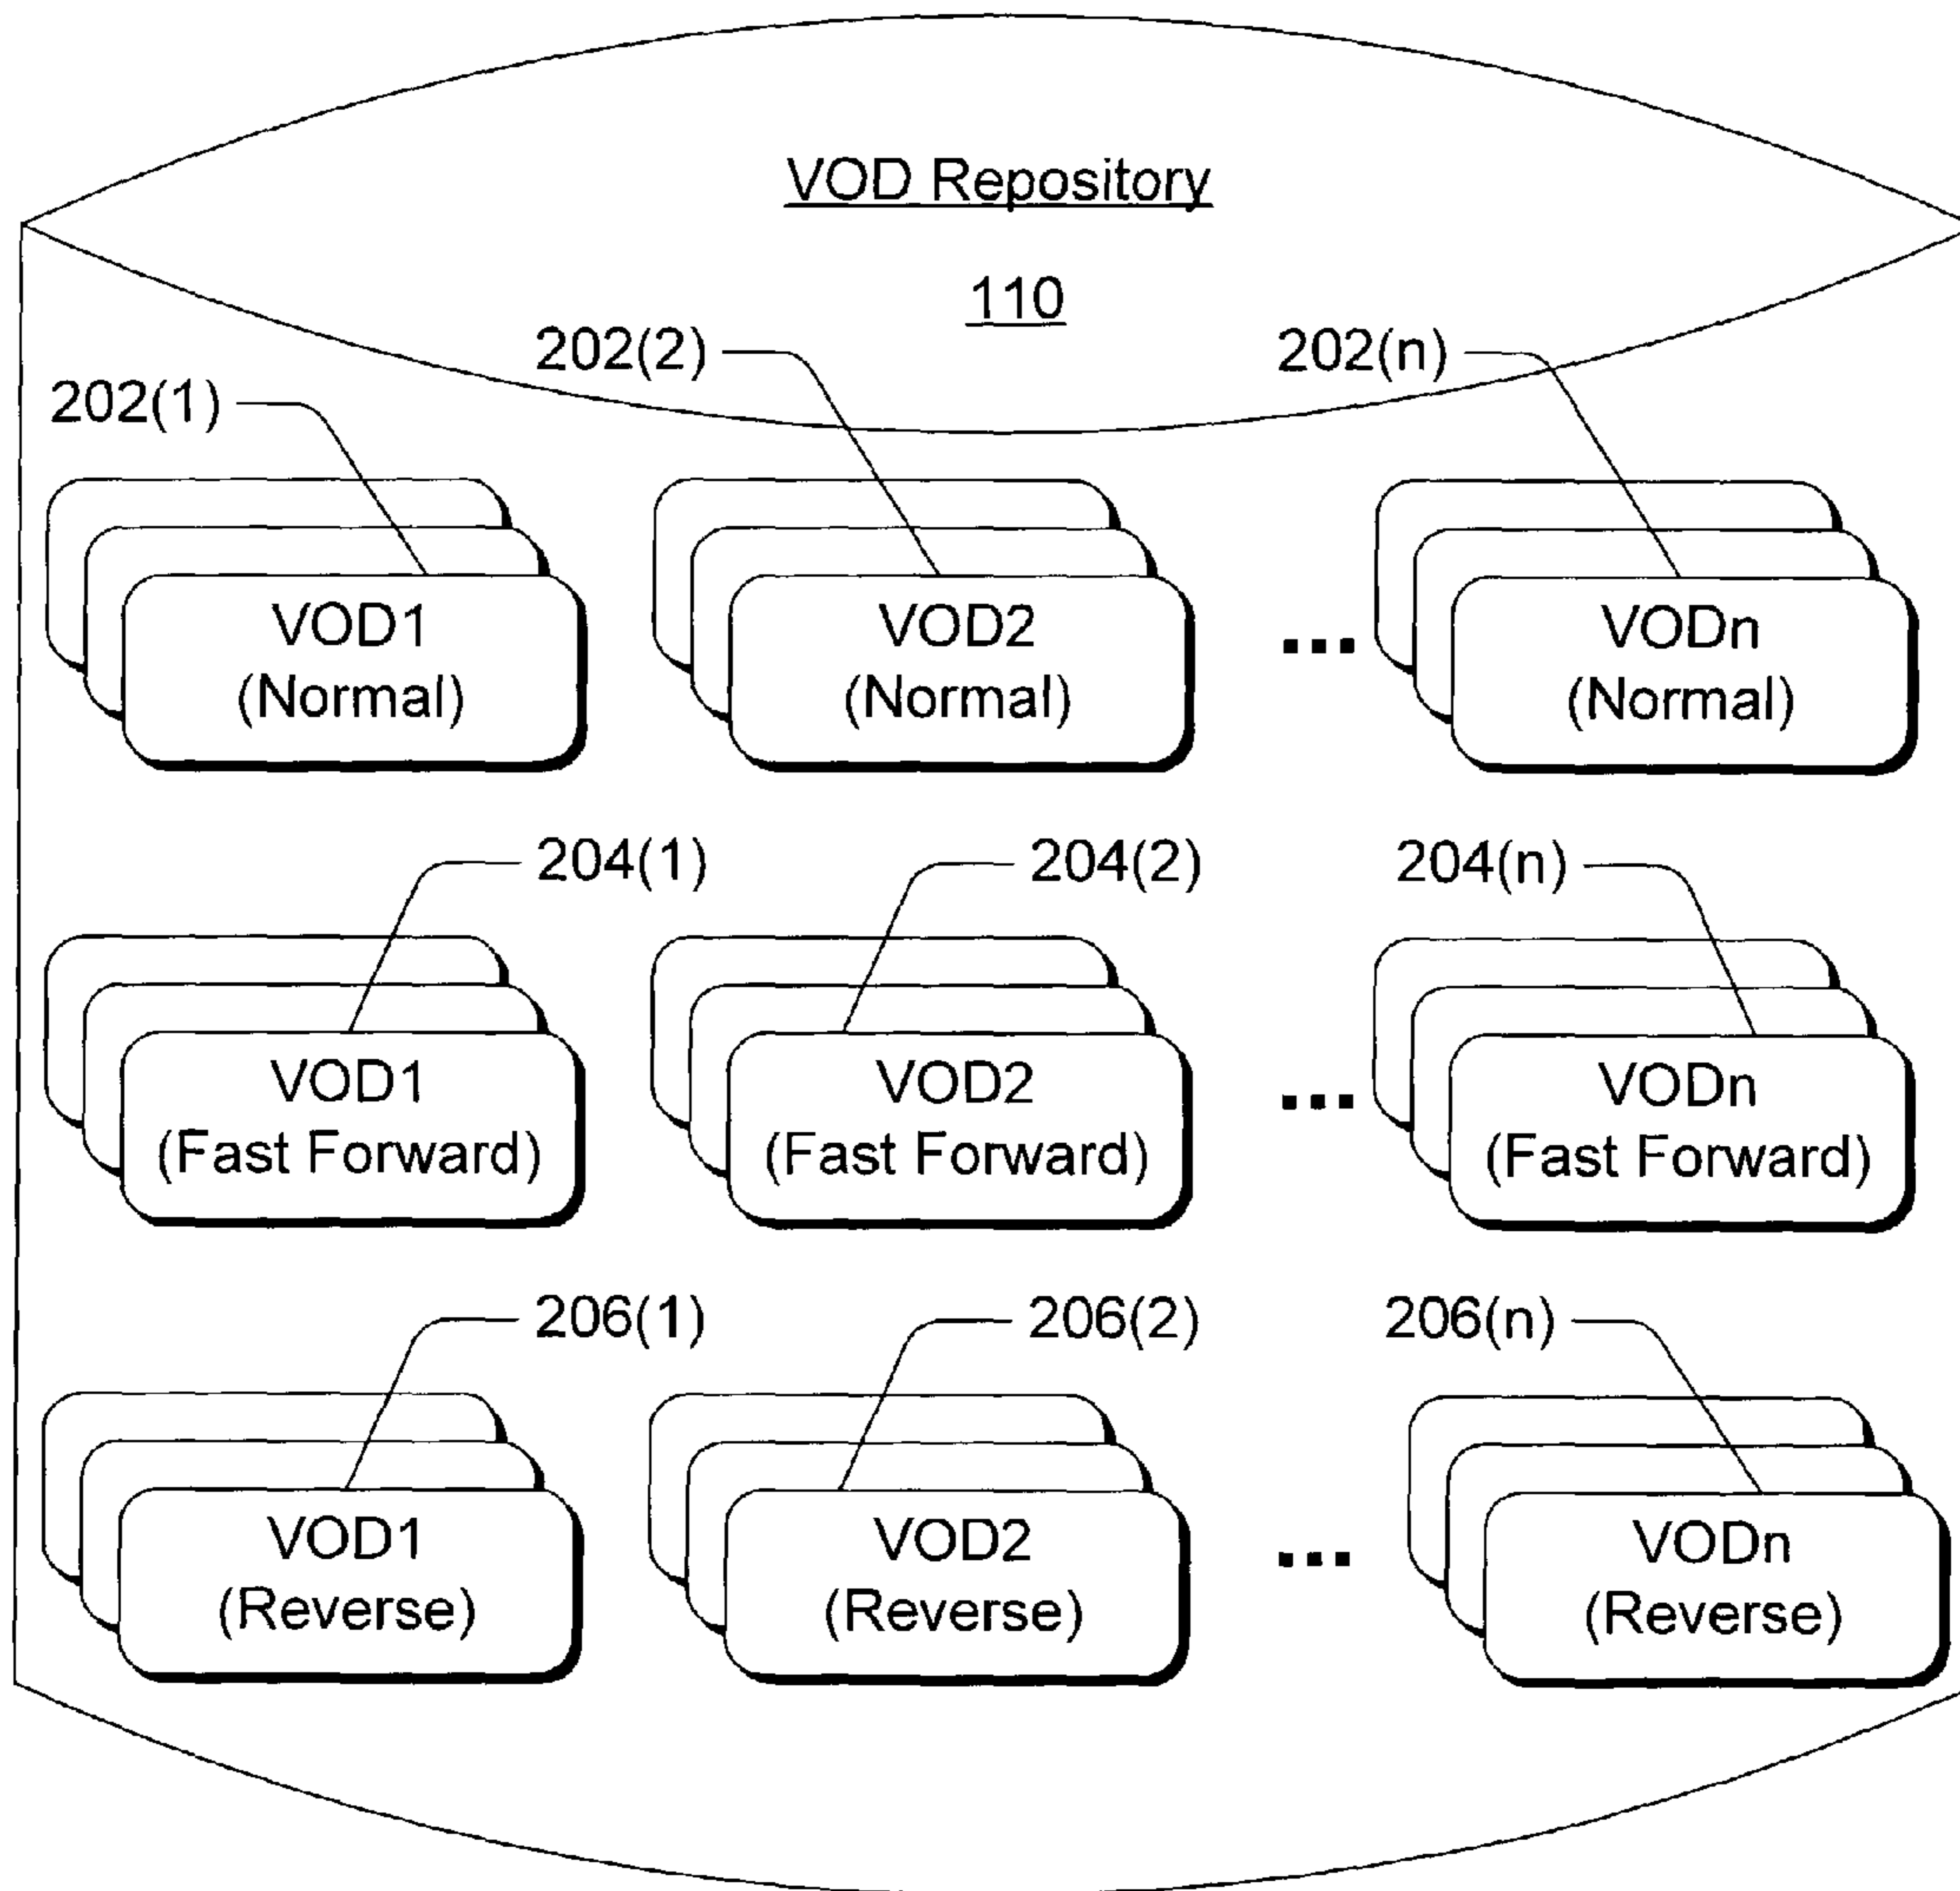 VOD Repository
110
202(1)
202(2)
202(n)
VOD1
(Normal)
VOD2
(Normal)
...
VODn
(Normal)
204(1)
204(2)
204(n)
VOD1
(Fast Forward)
VOD2
(Fast Forward)
...
VODn
(Fast Forward)
206(1)
206(2)
206(n)
VOD1
(Reverse)
VOD2
(Reverse)
...
VODn
(Reverse)